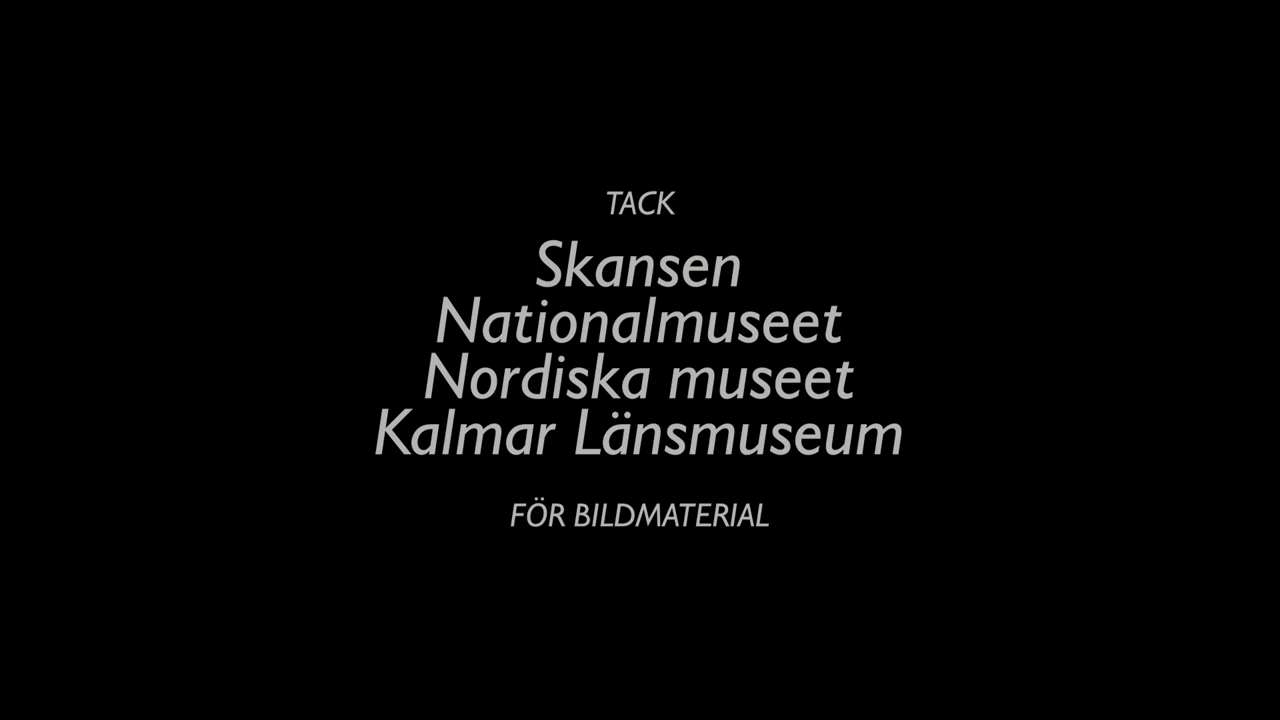 TACK
Skansen
Nationalmuseet
Nordiska museet
Kalmar Länsmuseum
FÖR BILDMATERIAL